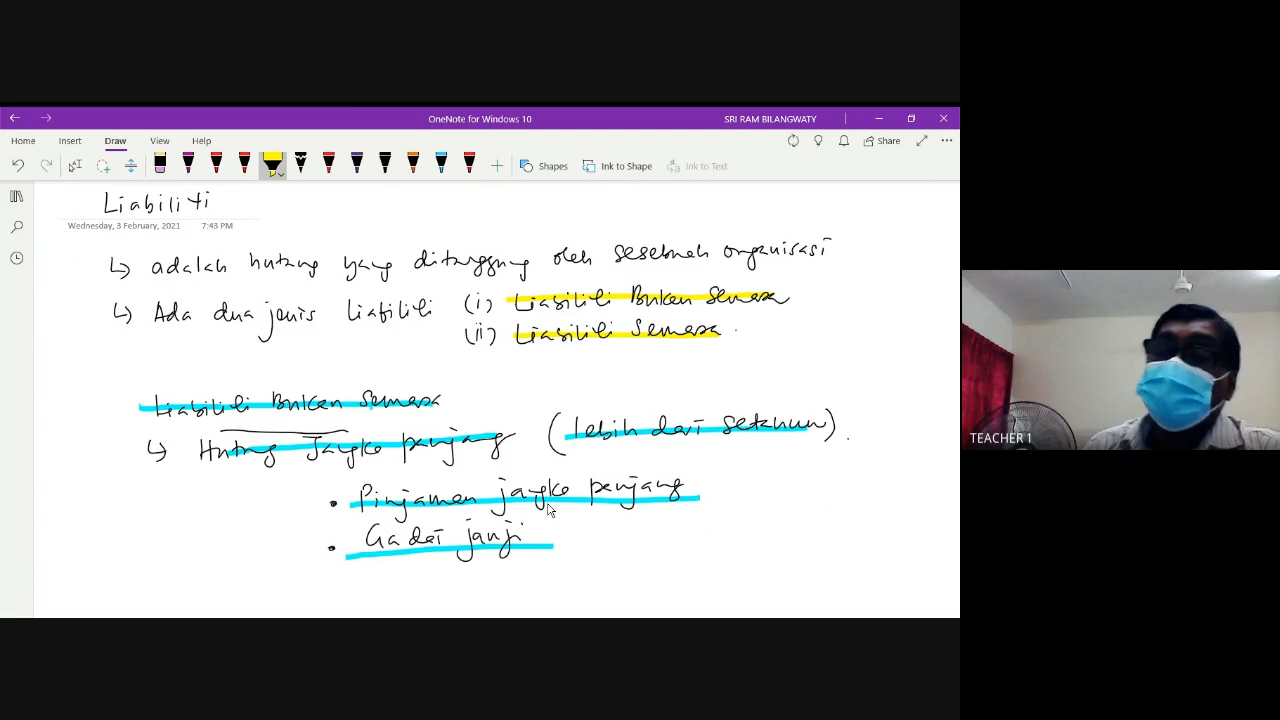 OneNote for Windows 10
SRI RAM BILANGWATY
Home Insert Draw View Help
Share
Shapes
Ink to Shape
Ink to Text
Liabiliti
Wednesday, 3 February, 2021 7:43 PM
↳ adalah hutang yang ditanggung oleh sesebuah organisasi
↳ Ada dua jenis liabiliti (i) Liabiliti Bukan Semasa
(ii) Liabiliti Semasa
Liabiliti Bukan Semasa
↳ Hutang Jangka panjang (lebih dari setahun).
• Pinjaman jangka panjang
• Gadai janji
TEACHER 1